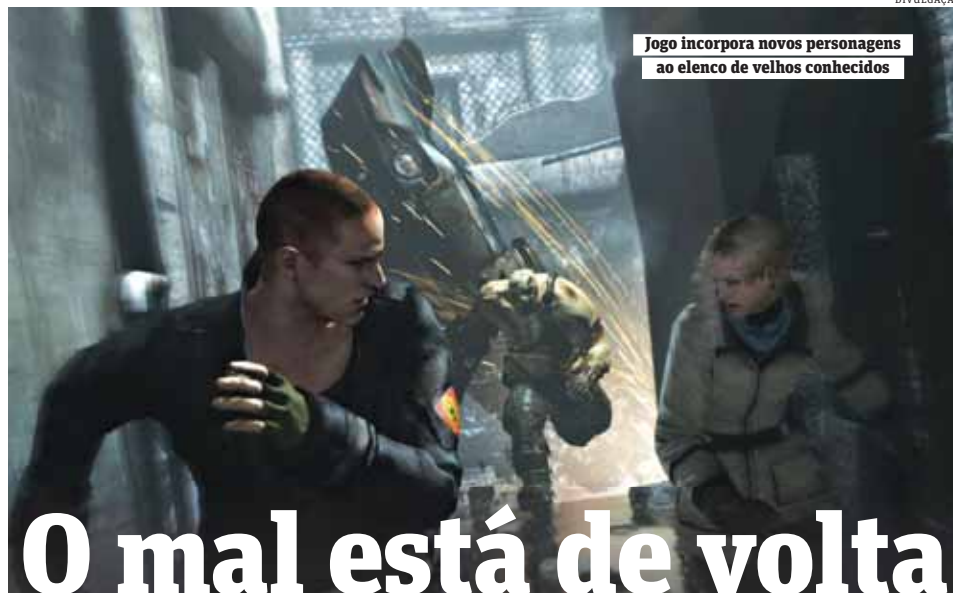 Jogo incorpora novos personagens
ao elenco de velhos conhecidos
O mal está de volta